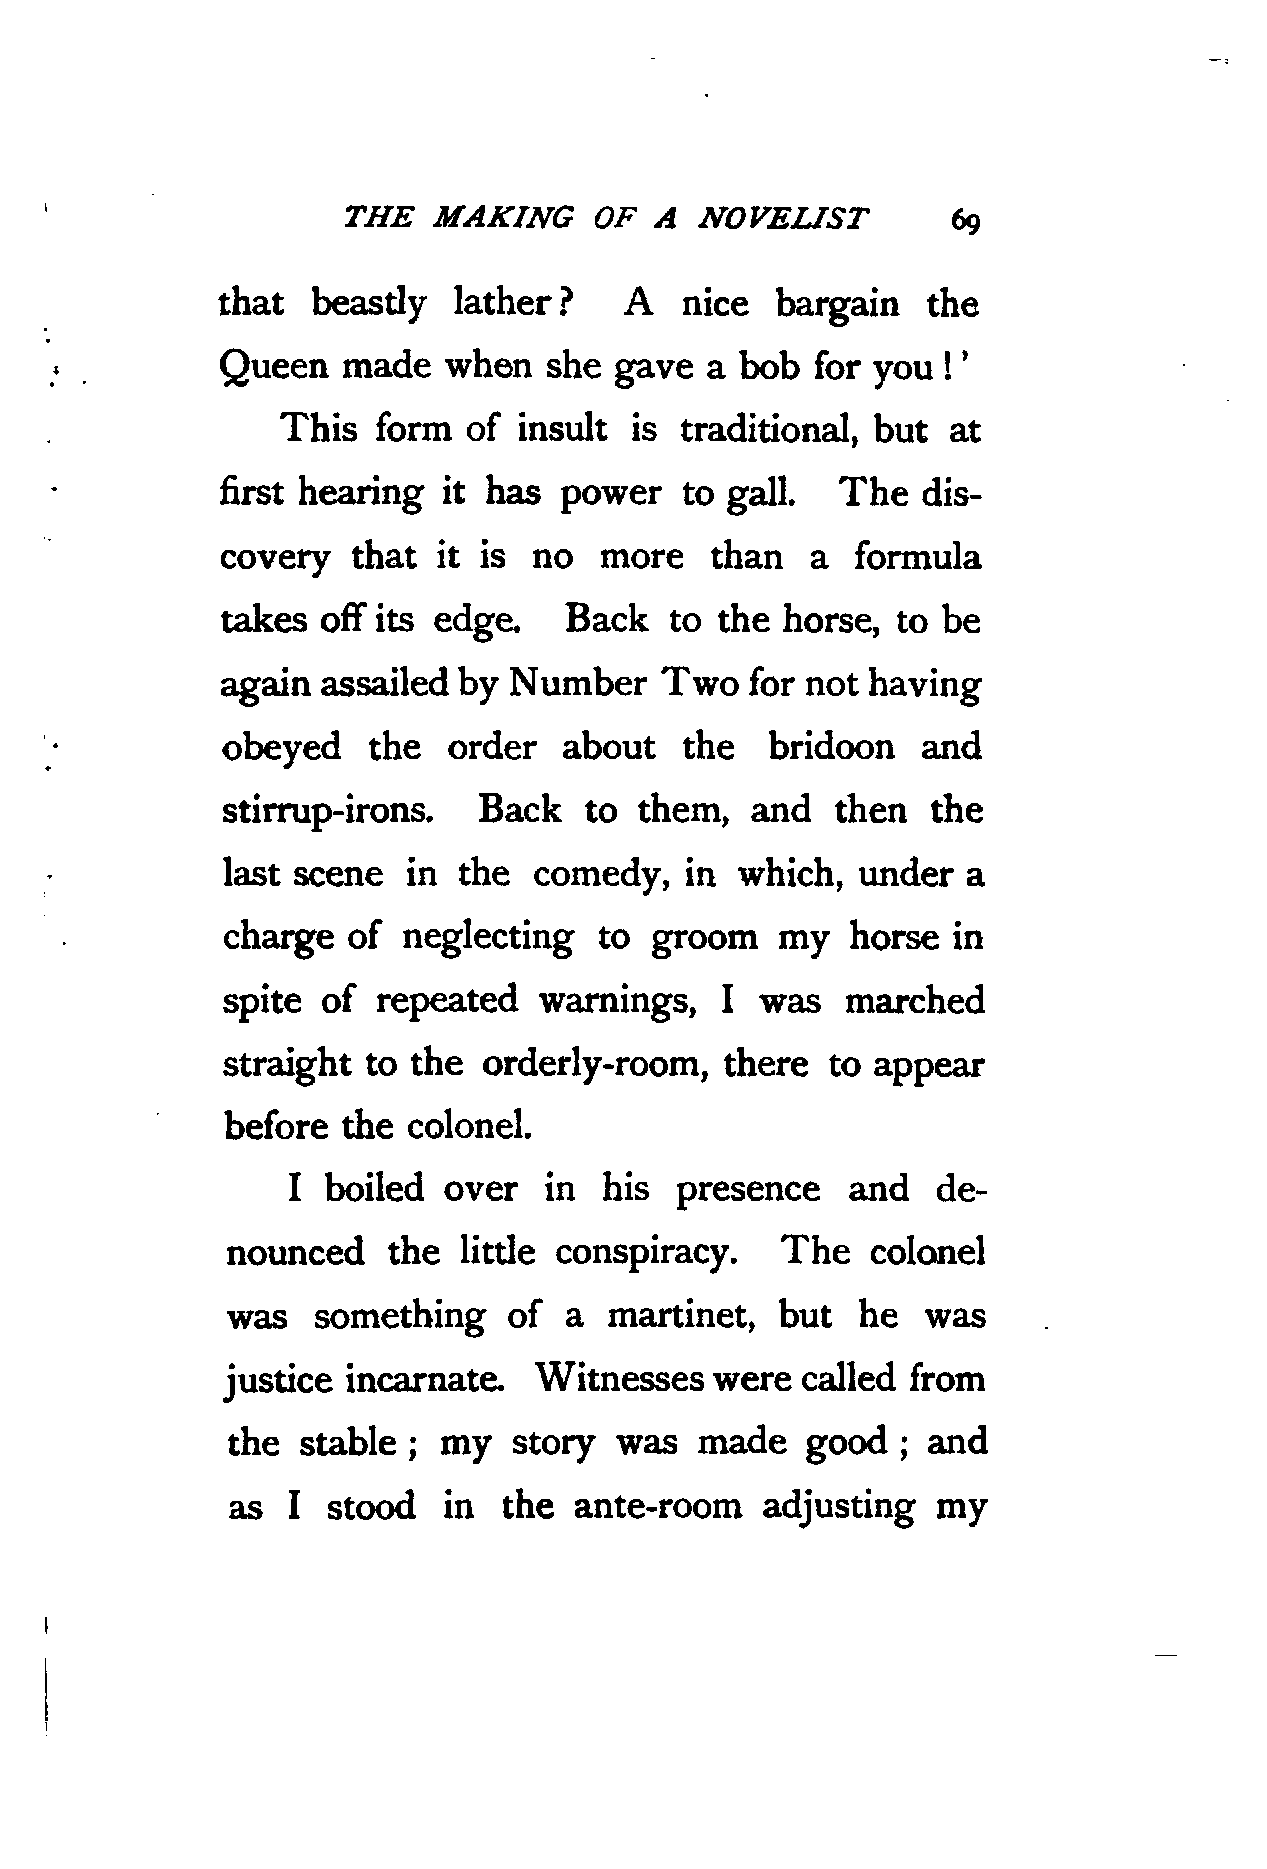 THE MAKING OF A NOVELIST 69
that beastly lather? A nice bargain the
Queen made when she gave a bob for you!'
This form of insult is traditional, but at
first hearing it has power to gall. The dis-
covery that it is no more than a formula
takes off its edge. Back to the horse, to be
again assailed by Number Two for not having
obeyed the order about the bridoon and
stirrup-irons. Back to them, and then the
last scene in the comedy, in which, under a
charge of neglecting to groom my horse in
spite of repeated warnings, I was marched
straight to the orderly-room, there to appear
before the colonel.
I boiled over in his presence and de-
nounced the little conspiracy. The colonel
was something of a martinet, but he was
justice incarnate. Witnesses were called from
the stable; my story was made good; and
as I stood in the ante-room adjusting my